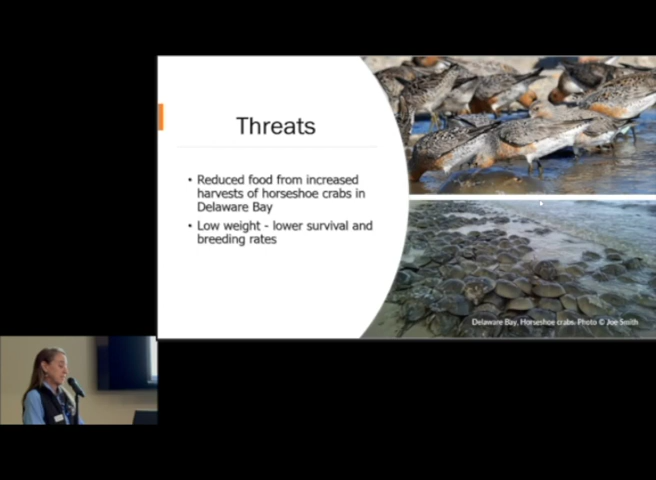 Threats
• Reduced food from increased
harvests of horseshoe crabs in
Delaware Bay
• Low weight - lower survival and
breeding rates
Delaware Bay, Horseshoe crabs. Photo © Joe Smith